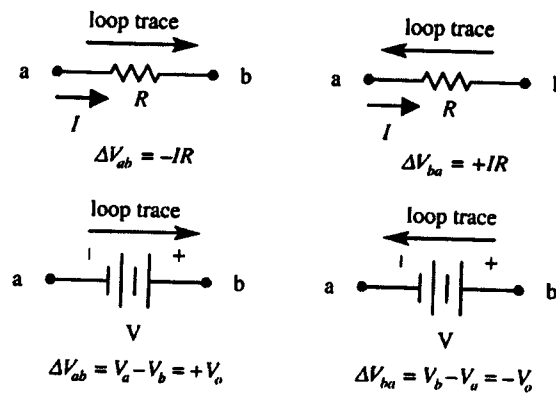 loop trace
a
b
R
I
ΔV_ab = −IR
loop trace
a
R
I
ΔV_ba = +IR
loop trace
− +
a
b
V
ΔV_ab = V_a − V_b = +V_o
loop trace
− +
a
b
V
ΔV_ba = V_b − V_a = −V_o